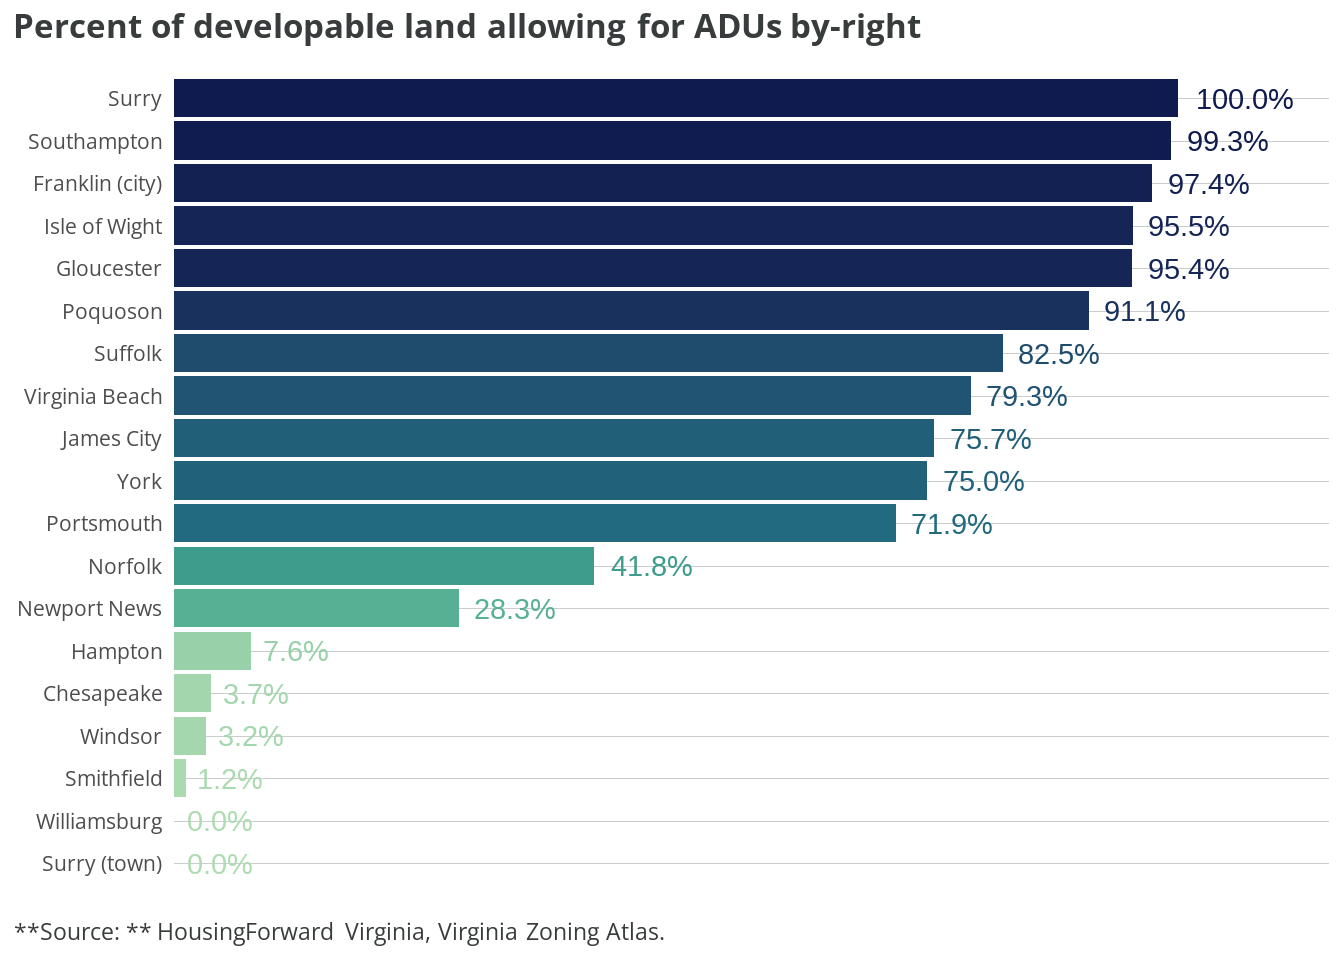 Percent of developable land allowing for ADUs by-right
Surry 100.0%
Southampton 99.3%
Franklin (city) 97.4%
Isle of Wight 95.5%
Gloucester 95.4%
Poquoson 91.1%
Suffolk 82.5%
Virginia Beach 79.3%
James City 75.7%
York 75.0%
Portsmouth 71.9%
Norfolk 41.8%
Newport News 28.3%
Hampton 7.6%
Chesapeake 3.7%
Windsor 3.2%
Smithfield 1.2%
Williamsburg 0.0%
Surry (town) 0.0%
**Source: ** HousingForward Virginia, Virginia Zoning Atlas.